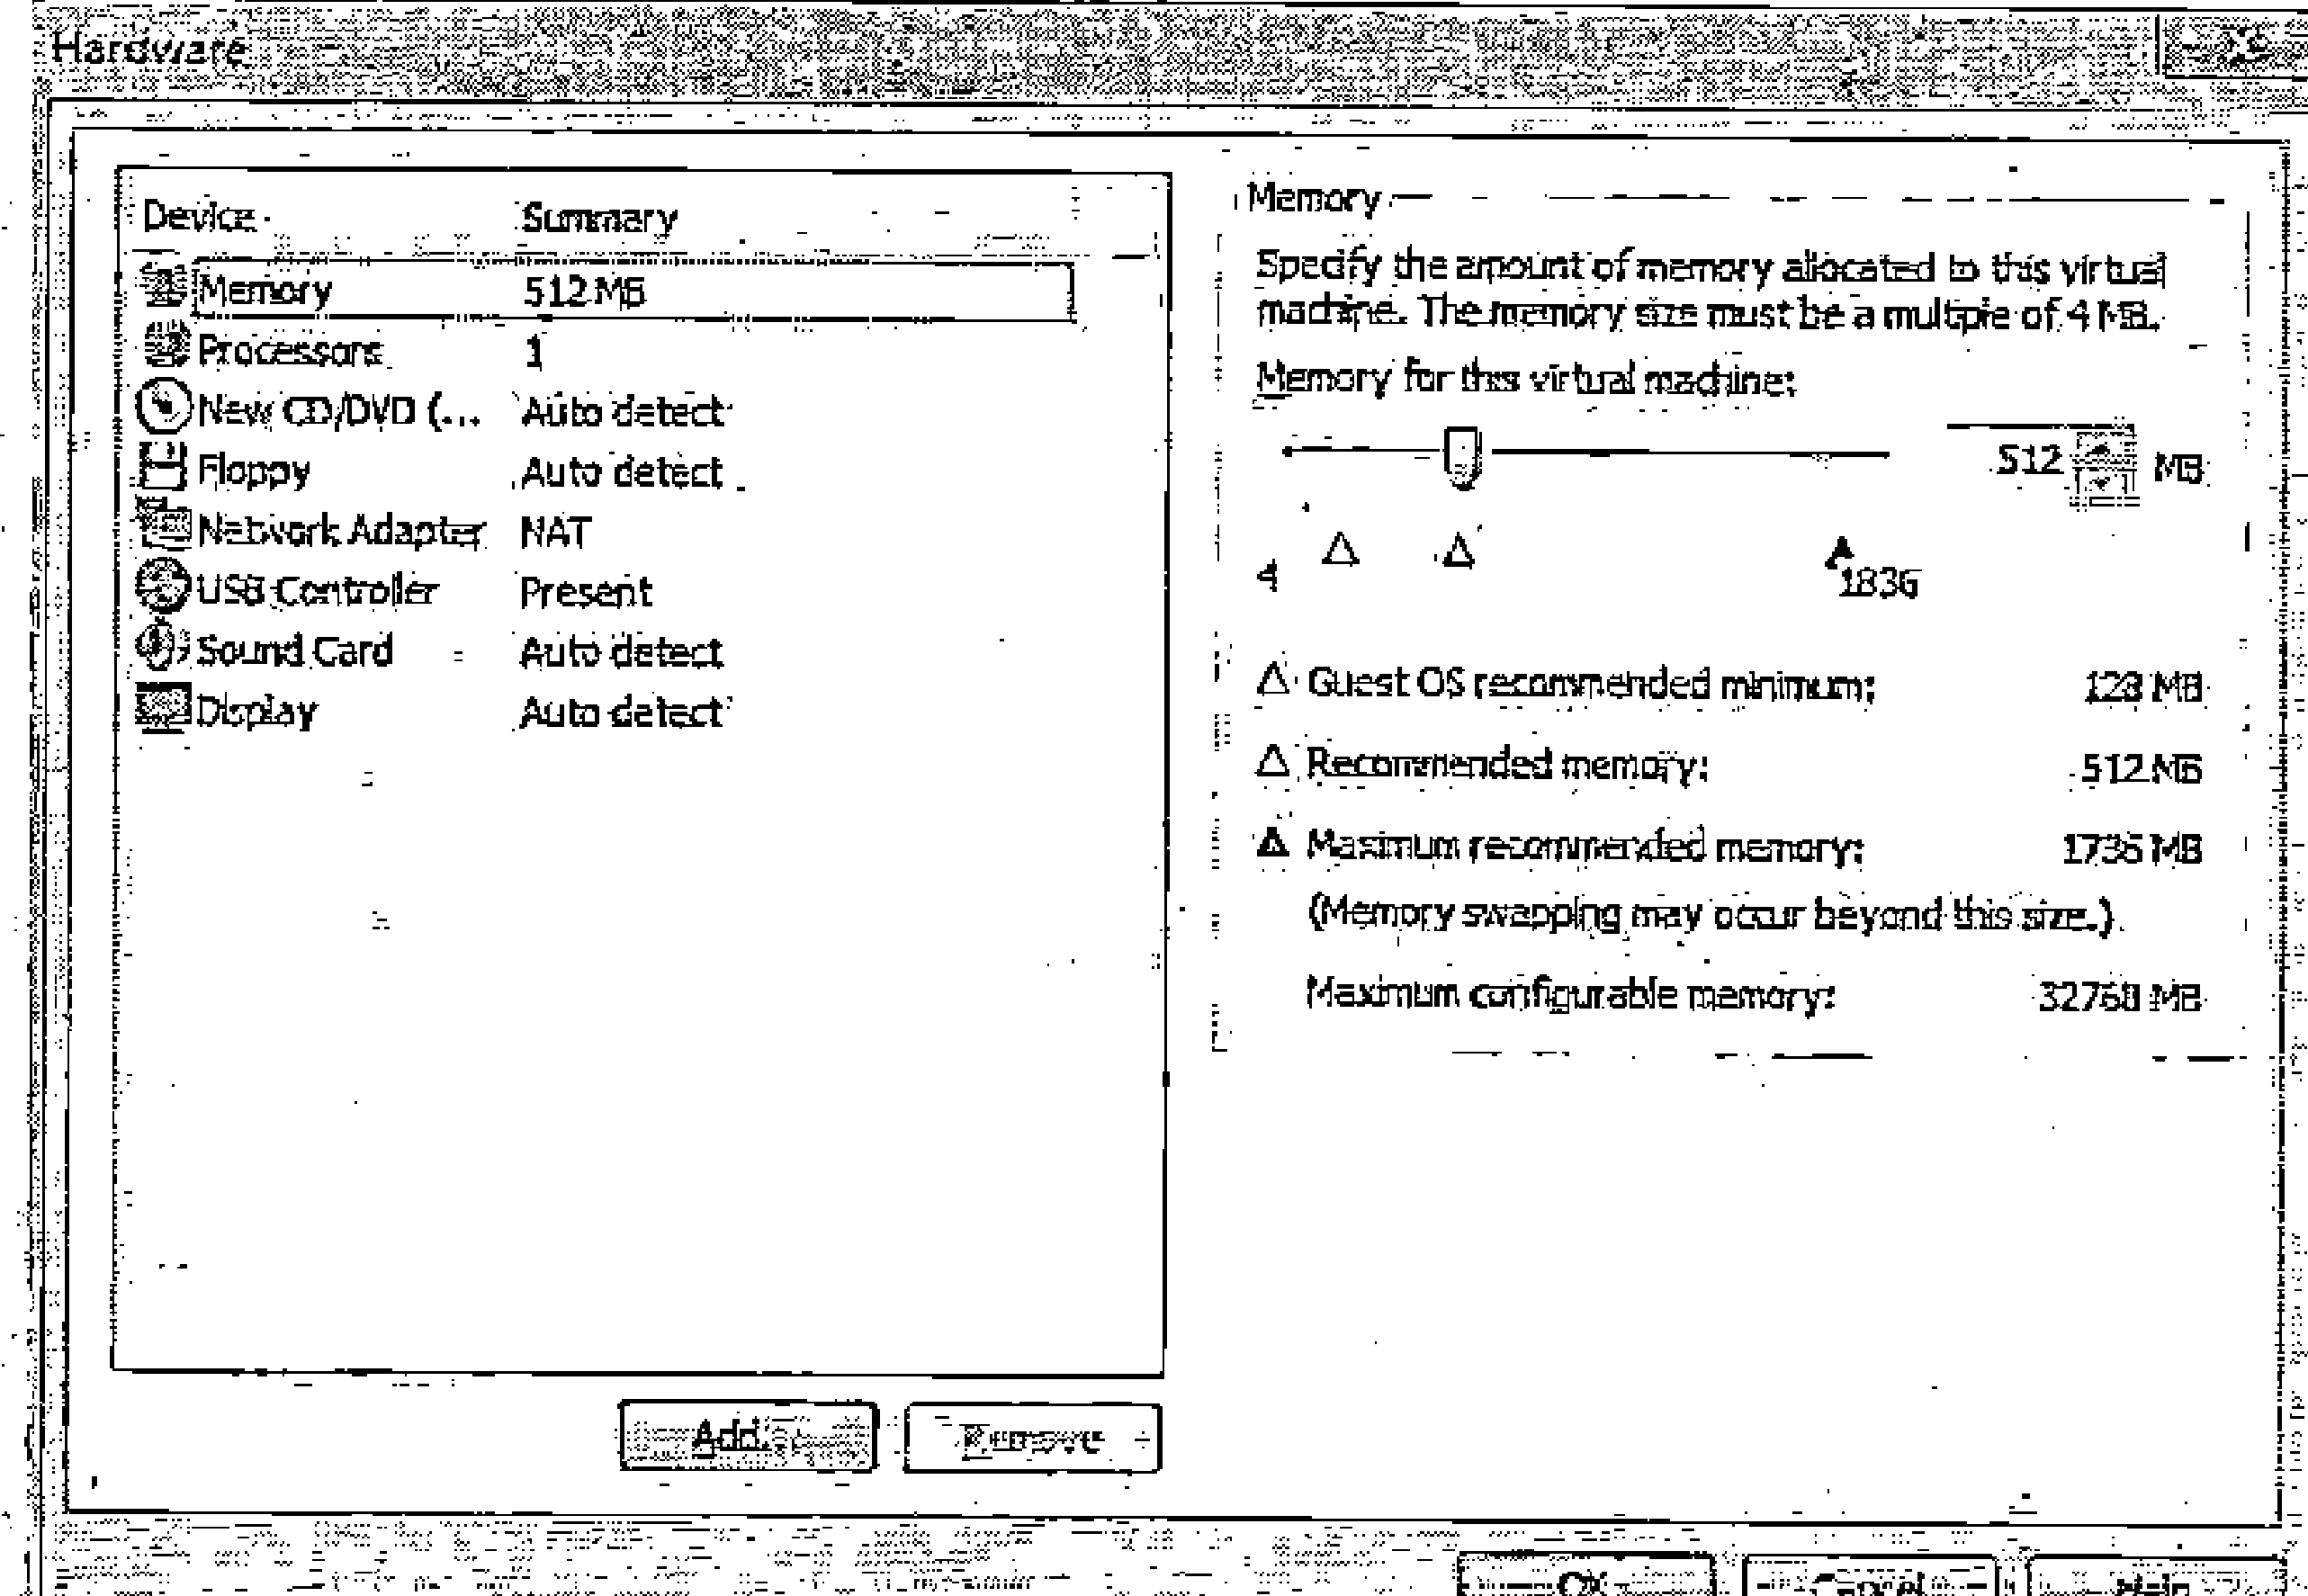 Hardware
Device Summary
Memory 512 MB
Processors 1
New CD/DVD (... Auto detect
Floppy Auto detect
Network Adapter NAT
USB Controller Present
Sound Card Auto detect
Display Auto detect
Add...
Remove
Memory
Specify the amount of memory allocated to this virtual
machine. The memory size must be a multiple of 4 MB.
Memory for this virtual machine:
512 MB
4
1836
Guest OS recommended minimum: 128 MB
Recommended memory: 512 MB
Maximum recommended memory: 1736 MB
(Memory swapping may occur beyond this size.)
Maximum configurable memory: 32768 MB
OK Cancel Help